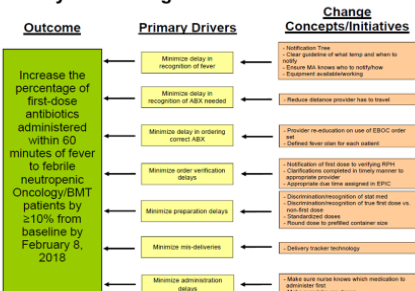 Outcome
Primary Drivers
Change
Concepts/Initiatives
Increase the
percentage of
first-dose
antibiotics
administered
within 60
minutes of fever
to febrile
neutropenic
Oncology/BMT
patients by
≥10% from
baseline by
February 8,
2018
Minimize delay in
recognition of fever
- Notification Tree
- Clear guideline of what temp and when to
notify
- Ensure MA knows who to notify/how
- Equipment available/working
Minimize delay in
recognition of ABX needed
- Reduce distance provider has to travel
Minimize delay in ordering
correct ABX
- Provider re-education on use of EBOC order
set
- Defined fever plan for each patient
Minimize order verification
delays
- Notification of first dose to verifying RPH
- Clarifications completed in timely manner to
appropriate provider
- Appropriate due time assigned in EPIC
Minimize preparation delays
- Discrimination/recognition of stat med
- Discrimination/recognition of true first dose vs.
non-first dose
- Standardized doses
- Round dose to prefilled container size
Minimize mis-deliveries
- Delivery tracker technology
Minimize administration
delays
- Make sure nurse knows which medication to
administer first